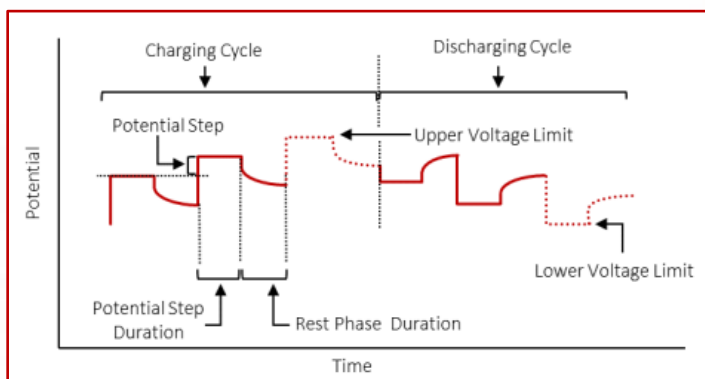 Charging Cycle
Discharging Cycle
Potential Step
Upper Voltage Limit
Potential
Lower Voltage Limit
Potential Step
Duration
Rest Phase Duration
Time